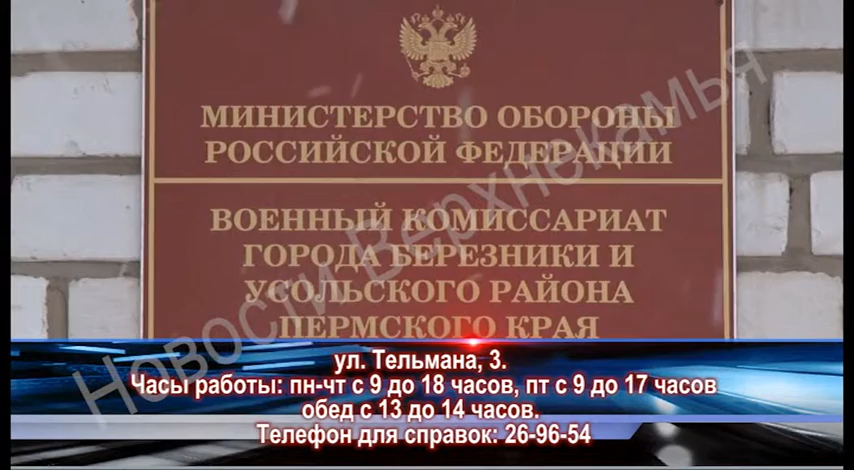 МИНИСТЕРСТВО ОБОРОНЫ
РОССИЙСКОЙ ФЕДЕРАЦИИ
ВОЕННЫЙ КОМИССАРИАТ
ГОРОДА БЕРЕЗНИКИ И
УСОЛЬСКОГО РАЙОНА
ПЕРМСКОГО КРАЯ
Новости Верхнекамья
ул. Тельмана, 3.
Часы работы: пн-чт с 9 до 18 часов, пт с 9 до 17 часов
обед с 13 до 14 часов.
Телефон для справок: 26-96-54